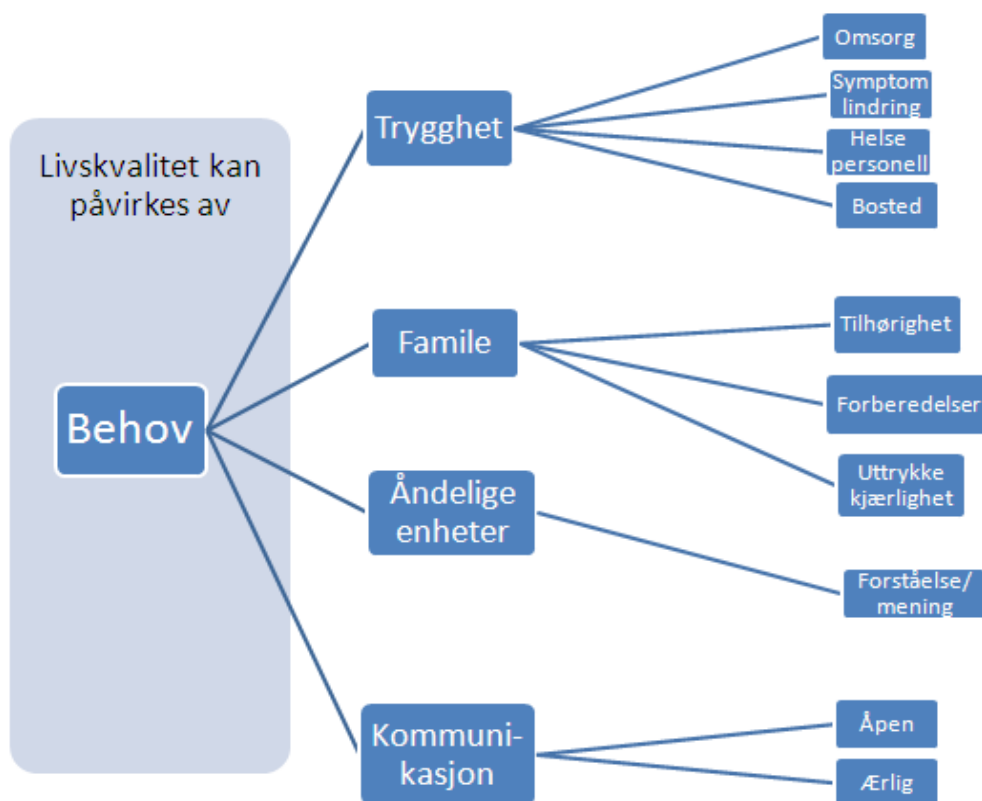 Livskvalitet kan
påvirkes av
Behov
Trygghet
Omsorg
Symptom
lindring
Helse
personell
Bosted
Famile
Tilhørighet
Forberedelser
Uttrykke
kjærlighet
Åndelige
enheter
Forståelse/
mening
Kommuni-
kasjon
Åpen
Ærlig